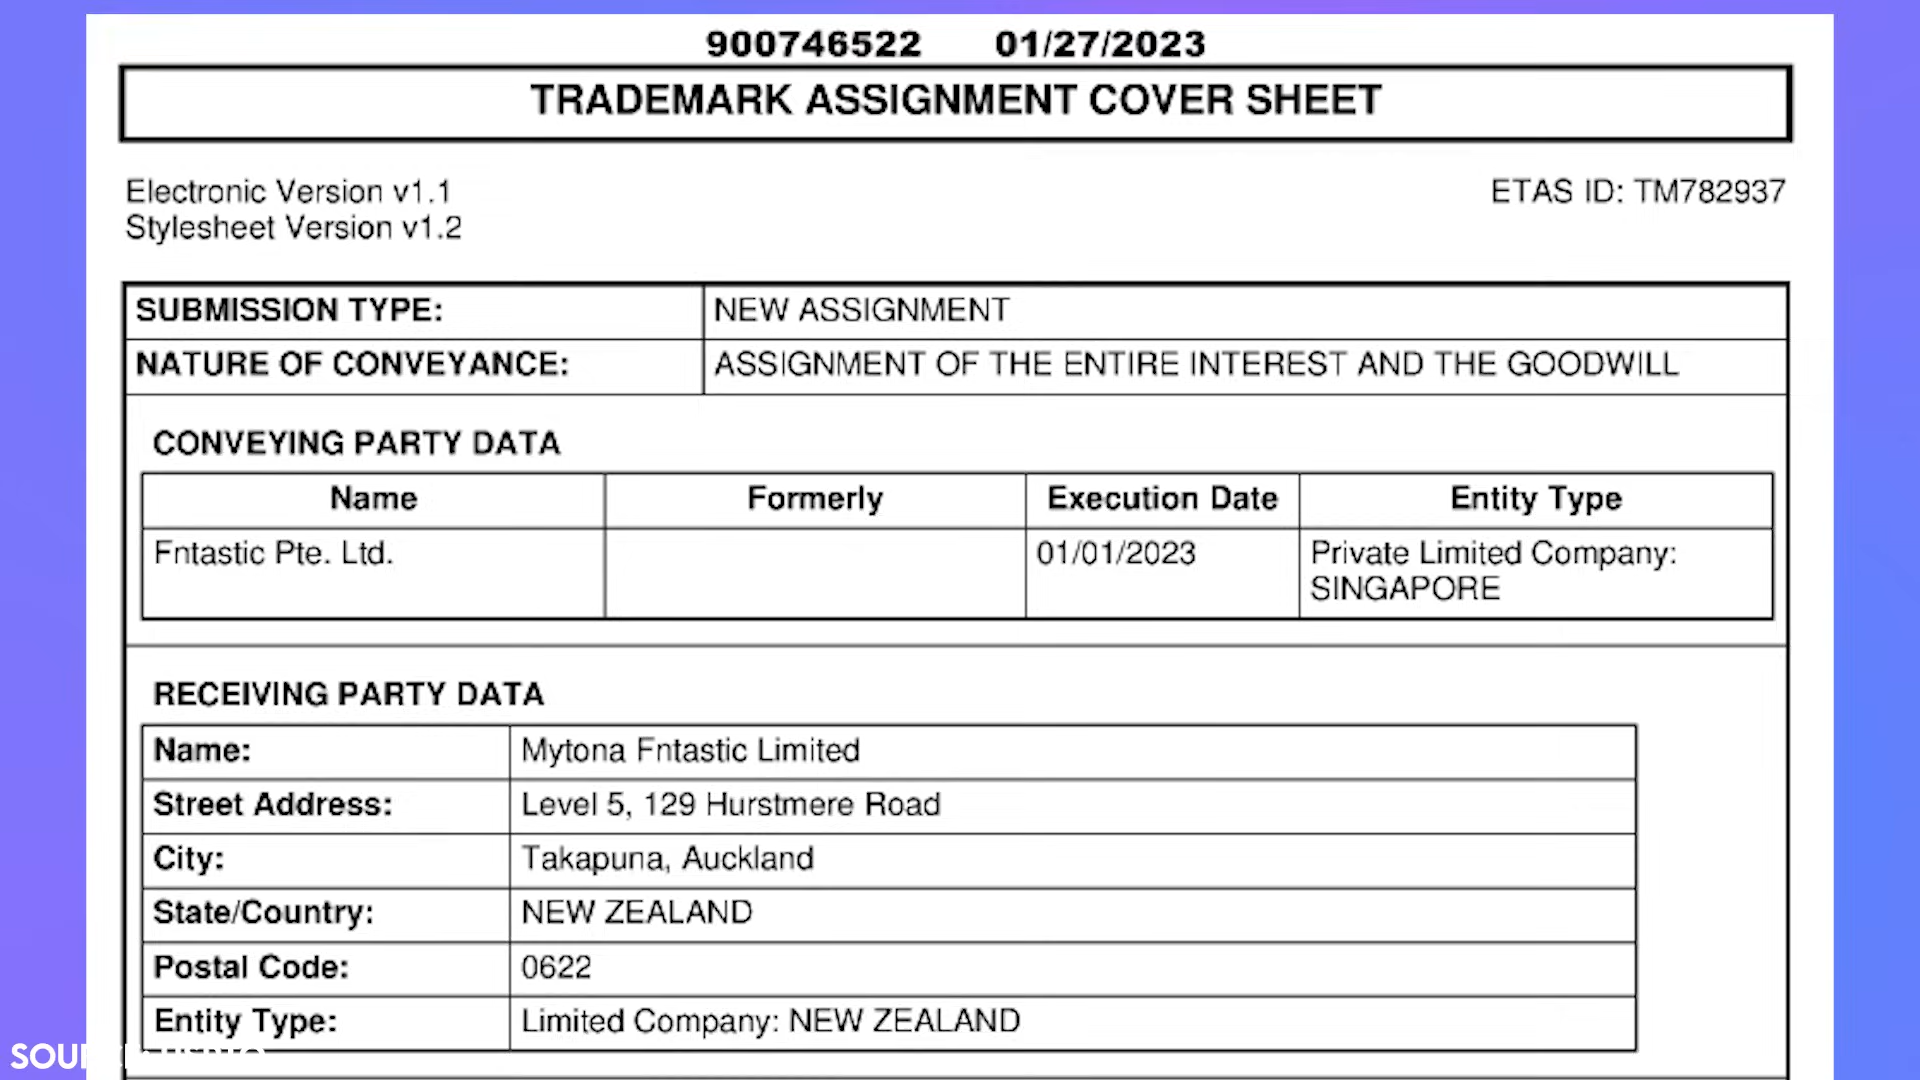 900746522 01/27/2023
TRADEMARK ASSIGNMENT COVER SHEET
Electronic Version v1.1
Stylesheet Version v1.2
ETAS ID: TM782937
SUBMISSION TYPE: NEW ASSIGNMENT
NATURE OF CONVEYANCE: ASSIGNMENT OF THE ENTIRE INTEREST AND THE GOODWILL
CONVEYING PARTY DATA
Name Formerly Execution Date Entity Type
Fntastic Pte. Ltd. 01/01/2023 Private Limited Company:
SINGAPORE
RECEIVING PARTY DATA
Name: Mytona Fntastic Limited
Street Address: Level 5, 129 Hurstmere Road
City: Takapuna, Auckland
State/Country: NEW ZEALAND
Postal Code: 0622
Entity Type: Limited Company: NEW ZEALAND